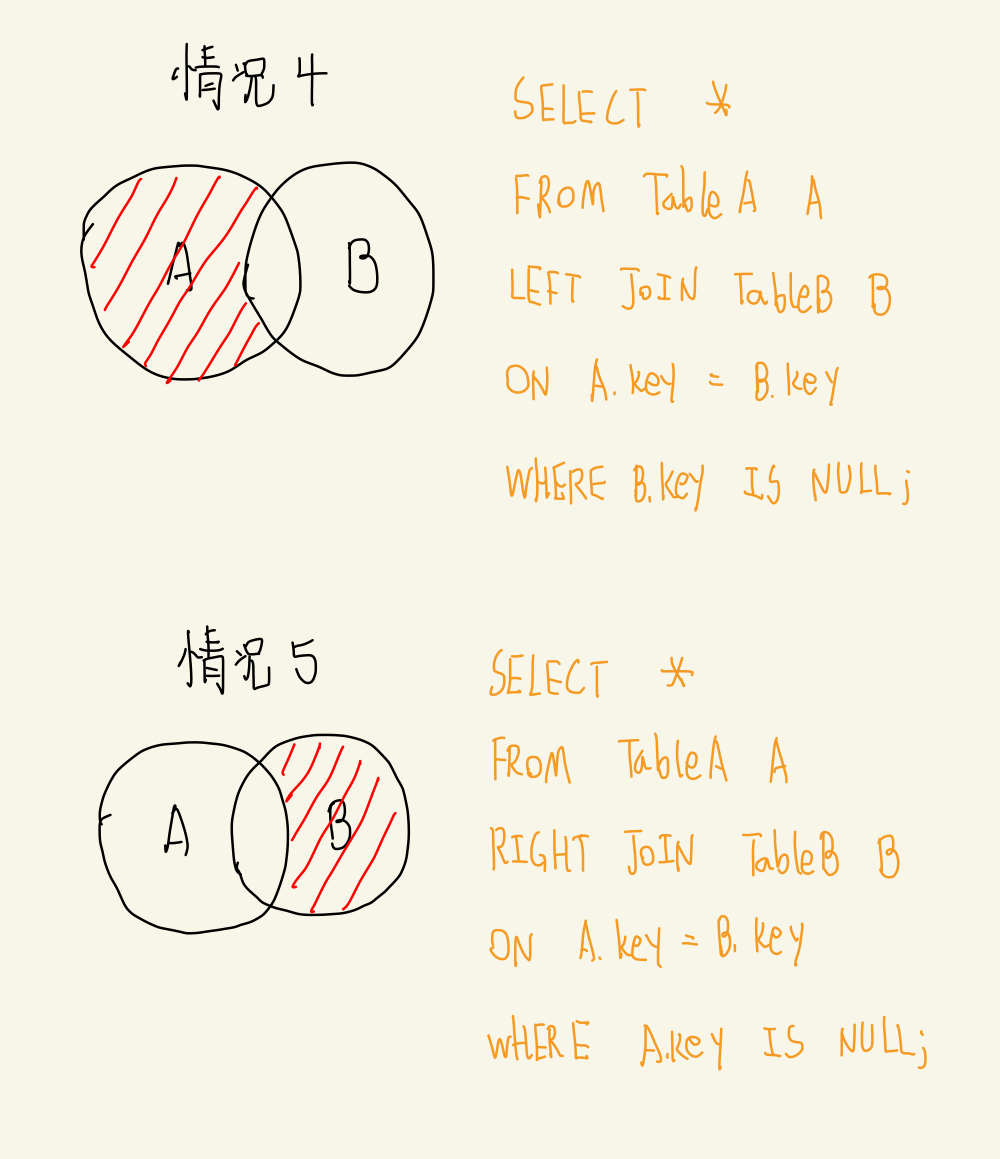 情况4
A
B
SELECT *
FROM TableA A
LEFT JOIN TableB B
ON A.key = B.key
WHERE B.key IS NULL;
情况5
A
B
SELECT *
FROM TableA A
RIGHT JOIN TableB B
ON A.key = B.key
WHERE A.key IS NULL;